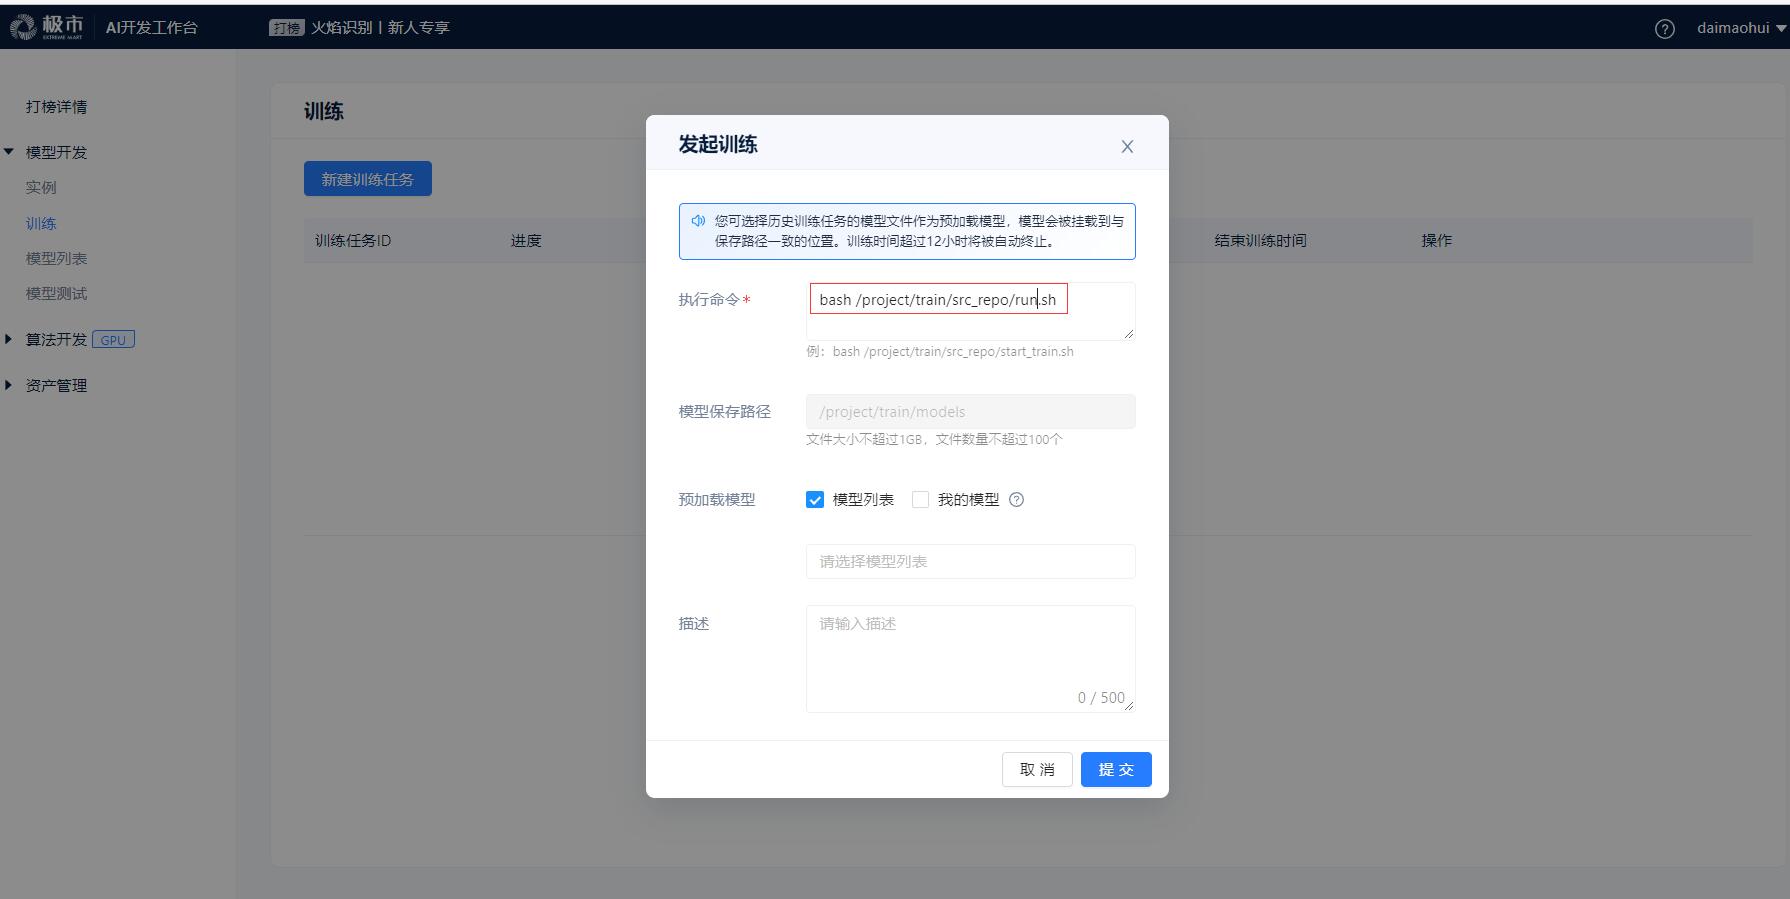 极市 AI开发工作台 打榜 火焰识别 | 新人专享 daimaohui
EXTREME MART
打榜详情
模型开发
实例
训练
模型列表
模型测试
算法开发 GPU
资产管理
训练
新建训练任务
训练任务ID 进度 结束训练时间 操作
发起训练
您可选择历史训练任务的模型文件作为预加载模型，模型会被挂载到与
保存路径一致的位置。训练时间超过12小时将被自动终止。
执行命令* bash /project/train/src_repo/run.sh
例：bash /project/train/src_repo/start_train.sh
模型保存路径 /project/train/models
文件大小不超过1GB，文件数量不超过100个
预加载模型 模型列表 我的模型
请选择模型列表
描述 请输入描述
0 / 500
取 消 提 交